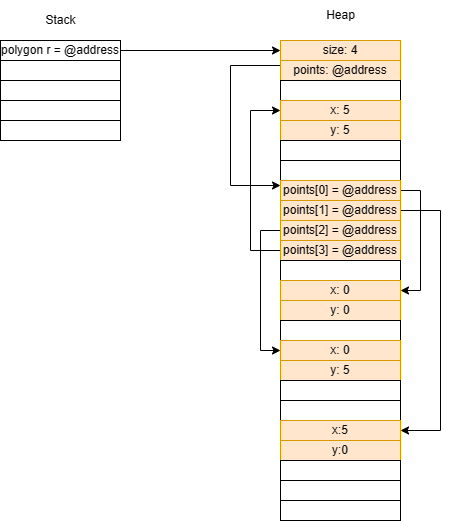 Stack
Heap
polygon r = @address
size: 4
points: @address
x: 5
y: 5
points[0] = @address
points[1] = @address
points[2] = @address
points[3] = @address
x: 0
y: 0
x: 0
y: 5
x:5
y:0